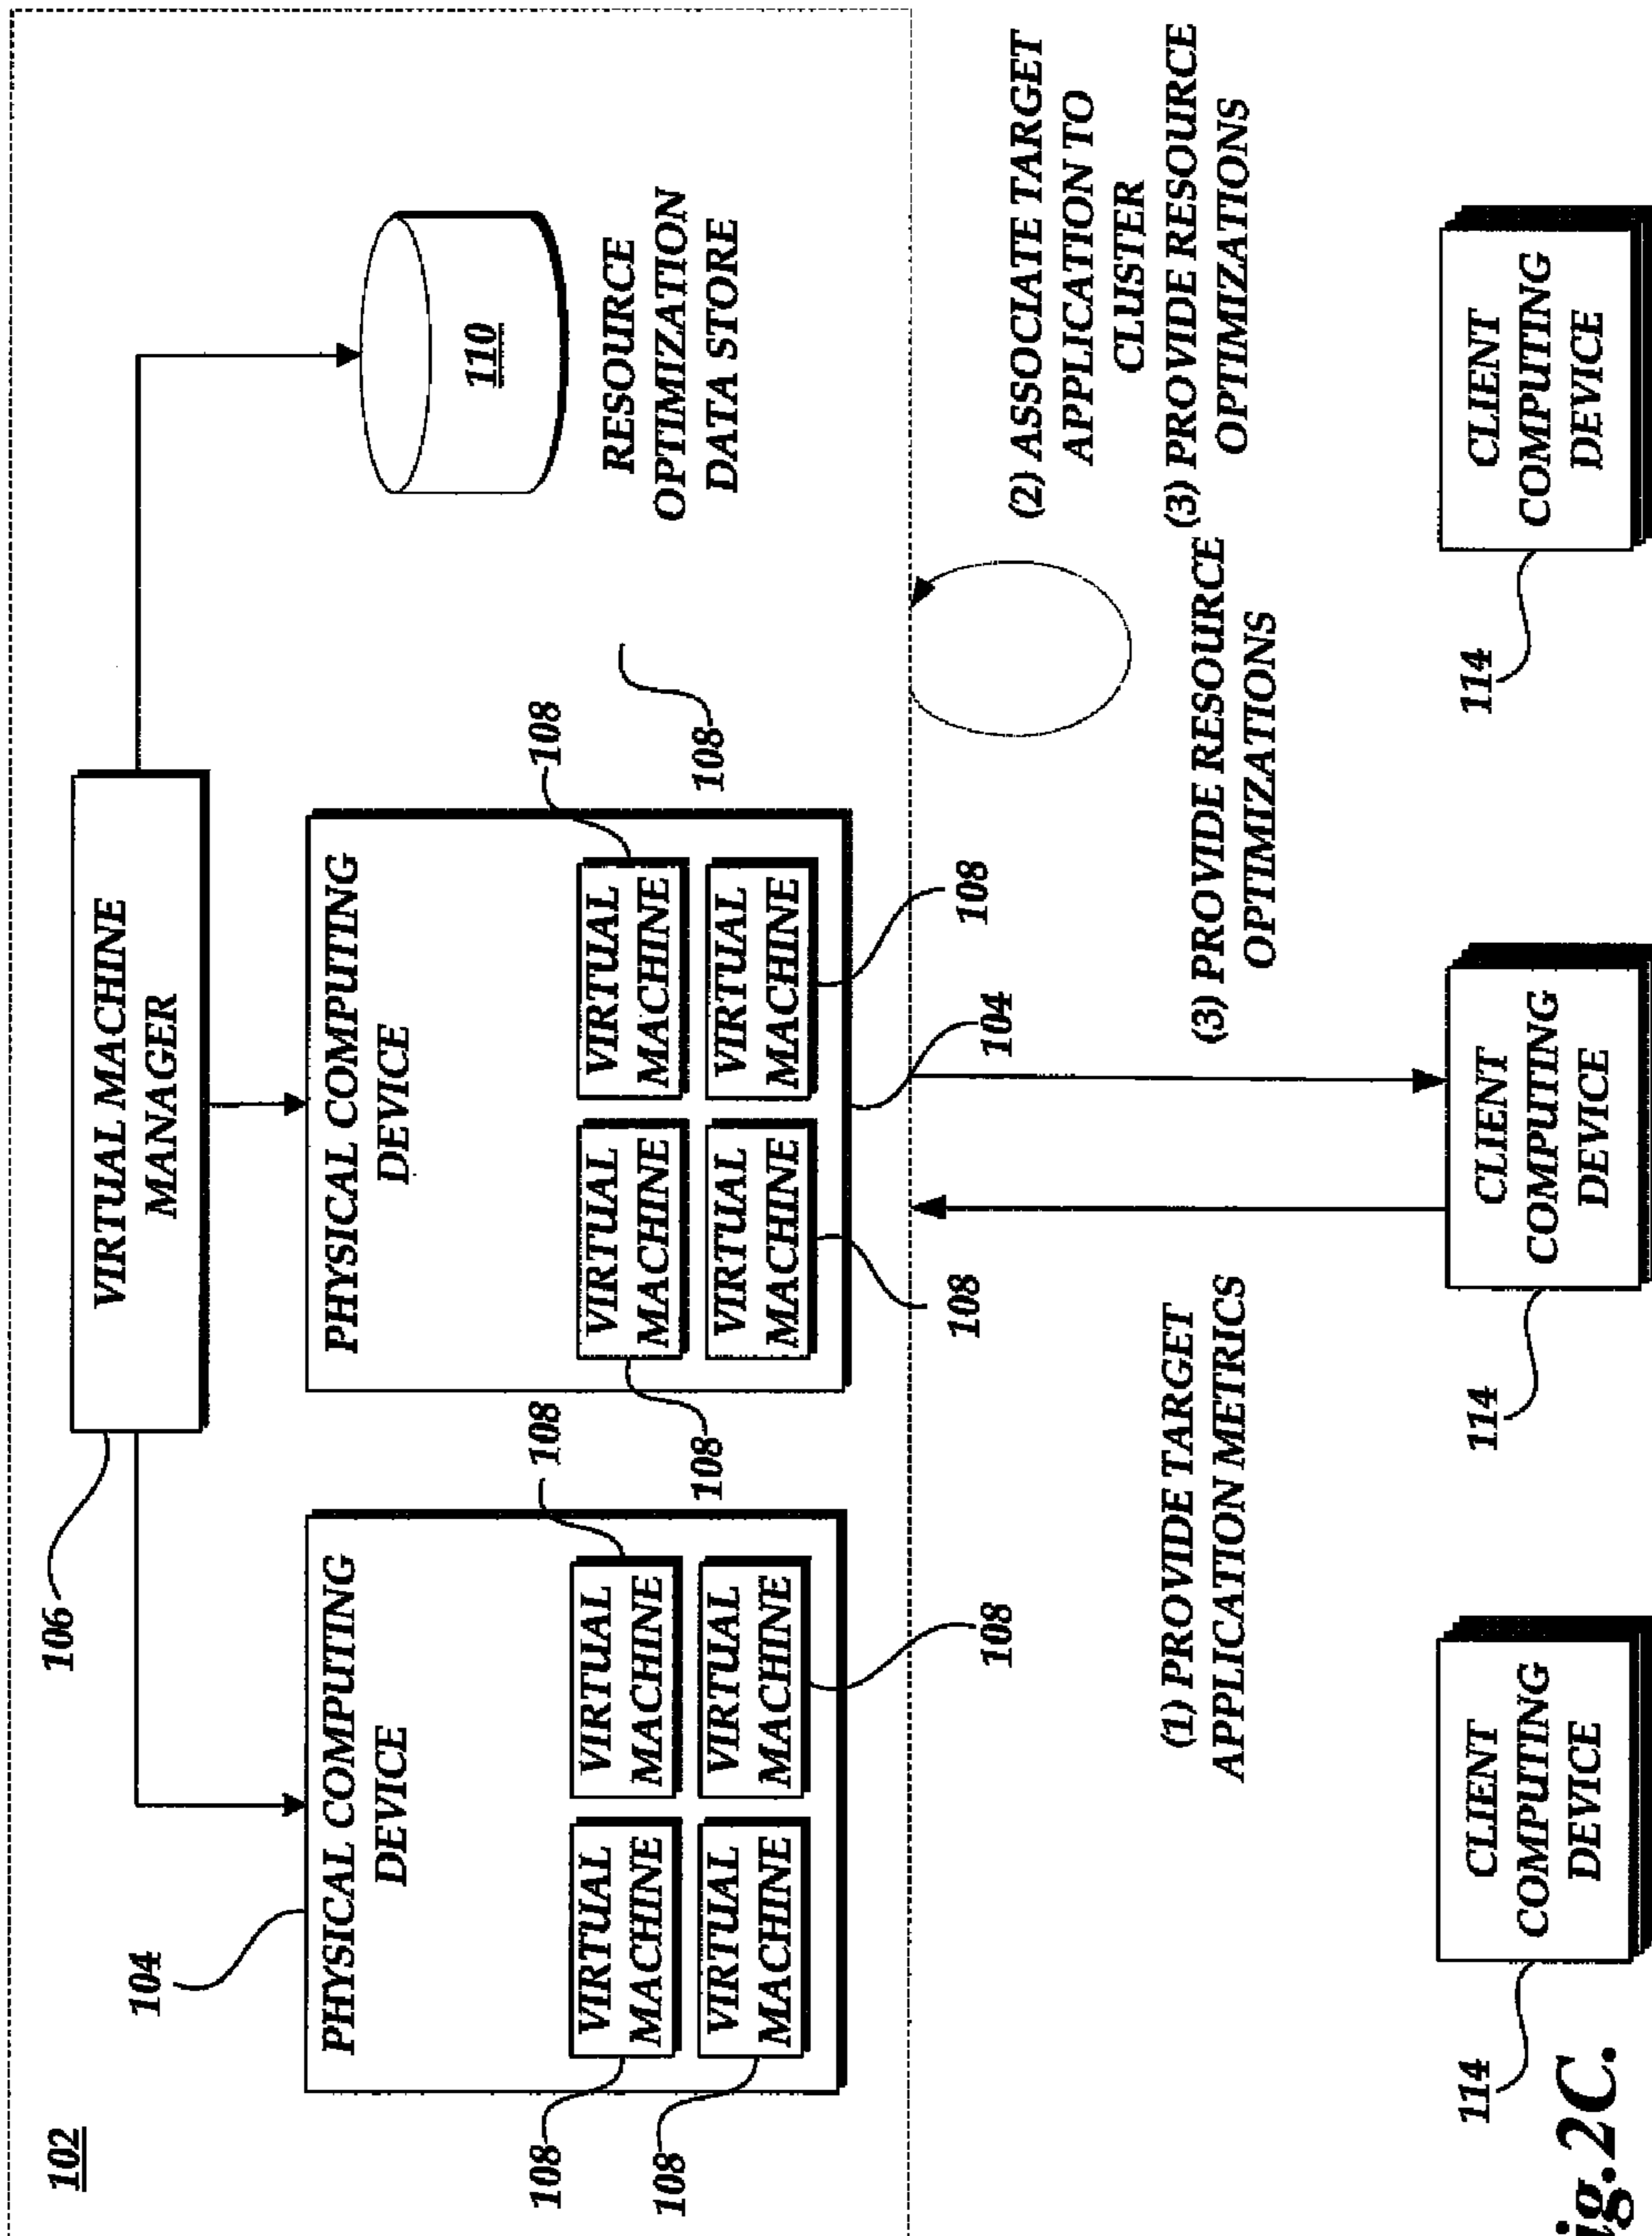 102
106
VIRTUAL MACHINE
MANAGER
104
PHYSICAL COMPUTING
DEVICE
108
VIRTUAL
MACHINE
VIRTUAL
MACHINE
108
108
VIRTUAL
MACHINE
VIRTUAL
MACHINE
108
PHYSICAL COMPUTING
DEVICE
108
VIRTUAL
MACHINE
VIRTUAL
MACHINE
108
VIRTUAL
MACHINE
VIRTUAL
MACHINE
108
108
104
108
110
RESOURCE
OPTIMIZATION
DATA STORE
(1) PROVIDE TARGET
APPLICATION METRICS
(3) PROVIDE RESOURCE
OPTIMIZATIONS
(2) ASSOCIATE TARGET
APPLICATION TO
CLUSTER
(3) PROVIDE RESOURCE
OPTIMIZATIONS
114
CLIENT
COMPUTING
DEVICE
114
CLIENT
COMPUTING
DEVICE
114
CLIENT
COMPUTING
DEVICE
ig.2C.